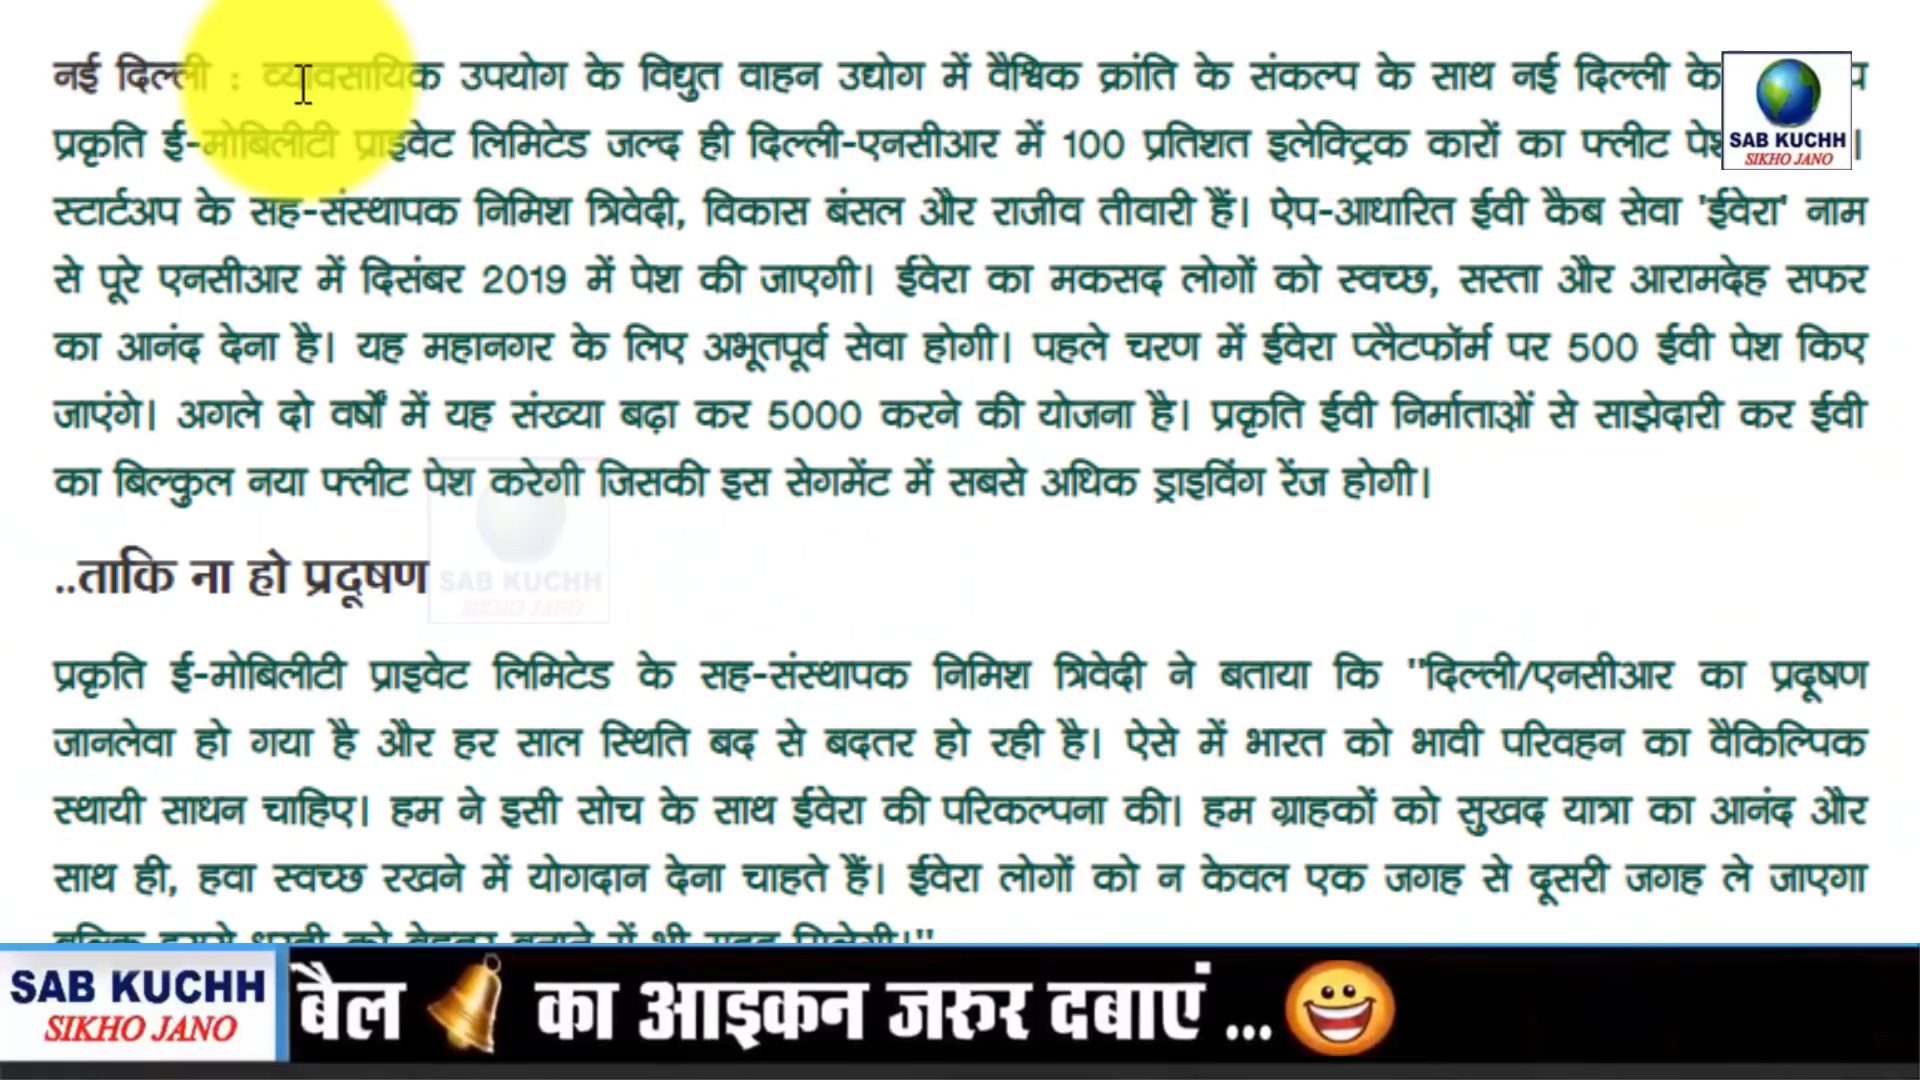 नई दिल्ली : व्यावसायिक उपयोग के विद्युत वाहन उद्योग में वैश्विक क्रांति के संकल्प के साथ नई दिल्ली के
प्रकृति ई-मोबिलीटी प्राइवेट लिमिटेड जल्द ही दिल्ली-एनसीआर में 100 प्रतिशत इलेक्ट्रिक कारों का फ्लीट
स्टार्टअप के सह-संस्थापक निमिश त्रिवेदी, विकास बंसल और राजीव तीवारी हैं। ऐप-आधारित ईवी कैब सेवा 'ईवेरा' नाम
से पूरे एनसीआर में दिसंबर 2019 में पेश की जाएगी। ईवेरा का मकसद लोगों को स्वच्छ, सस्ता और आरामदेह सफर
का आनंद देना है। यह महानगर के लिए अभूतपूर्व सेवा होगी। पहले चरण में ईवेरा प्लैटफॉर्म पर 500 ईवी पेश किए
जाएंगे। अगले दो वर्षों में यह संख्या बढ़ा कर 5000 करने की योजना है। प्रकृति ईवी निर्माताओं से साझेदारी कर ईवी
का बिल्कुल नया फ्लीट पेश करेगी जिसकी इस सेगमेंट में सबसे अधिक ड्राइविंग रेंज होगी।
SAB KUCHH
SIKHO JANO
..ताकि ना हो प्रदूषण
SAB KUCHH
SIKHO JANO
प्रकृति ई-मोबिलीटी प्राइवेट लिमिटेड के सह-संस्थापक निमिश त्रिवेदी ने बताया कि "दिल्ली/एनसीआर का प्रदूषण
जानलेवा हो गया है और हर साल स्थिति बद से बदतर हो रही है। ऐसे में भारत को भावी परिवहन का वैकिल्पिक
स्थायी साधन चाहिए। हम ने इसी सोच के साथ ईवेरा की परिकल्पना की। हम ग्राहकों को सुखद यात्रा का आनंद और
साथ ही, हवा स्वच्छ रखने में योगदान देना चाहते हैं। ईवेरा लोगों को न केवल एक जगह से दूसरी जगह ले जाएगा
SAB KUCHH
SIKHO JANO
बैल का आइकन जरुर दबाएं ...